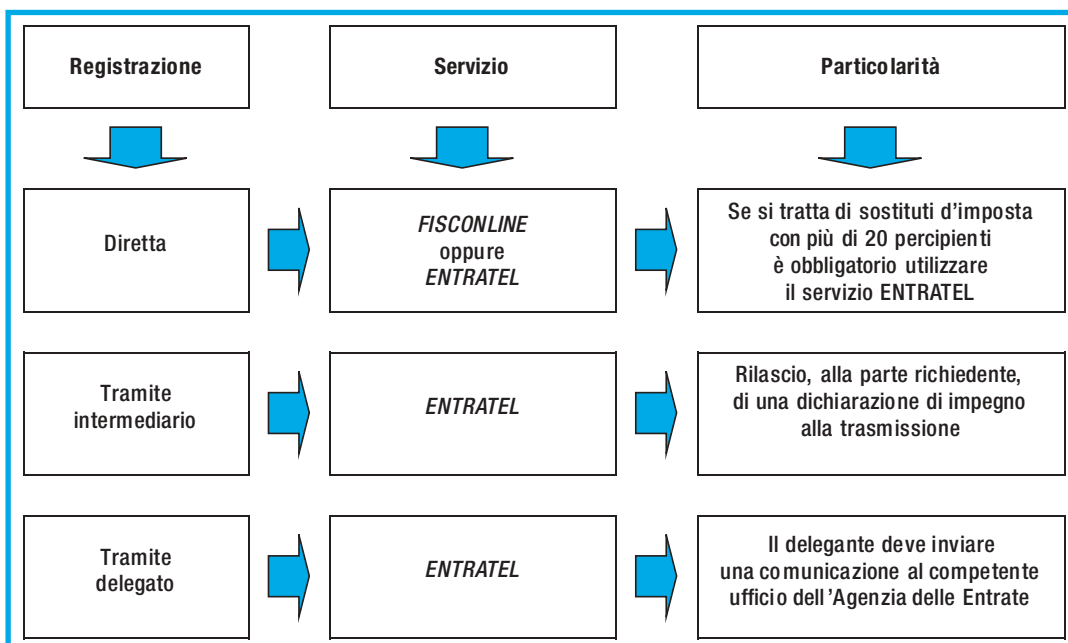 Registrazione
Servizio
Particolarità
Diretta
FISCONLINE
oppure
ENTRATEL
Se si tratta di sostituti d'imposta
con più di 20 percipienti
è obbligatorio utilizzare
il servizio ENTRATEL
Tramite
intermediario
ENTRATEL
Rilascio, alla parte richiedente,
di una dichiarazione di impegno
alla trasmissione
Tramite
delegato
ENTRATEL
Il delegante deve inviare
una comunicazione al competente
ufficio dell'Agenzia delle Entrate